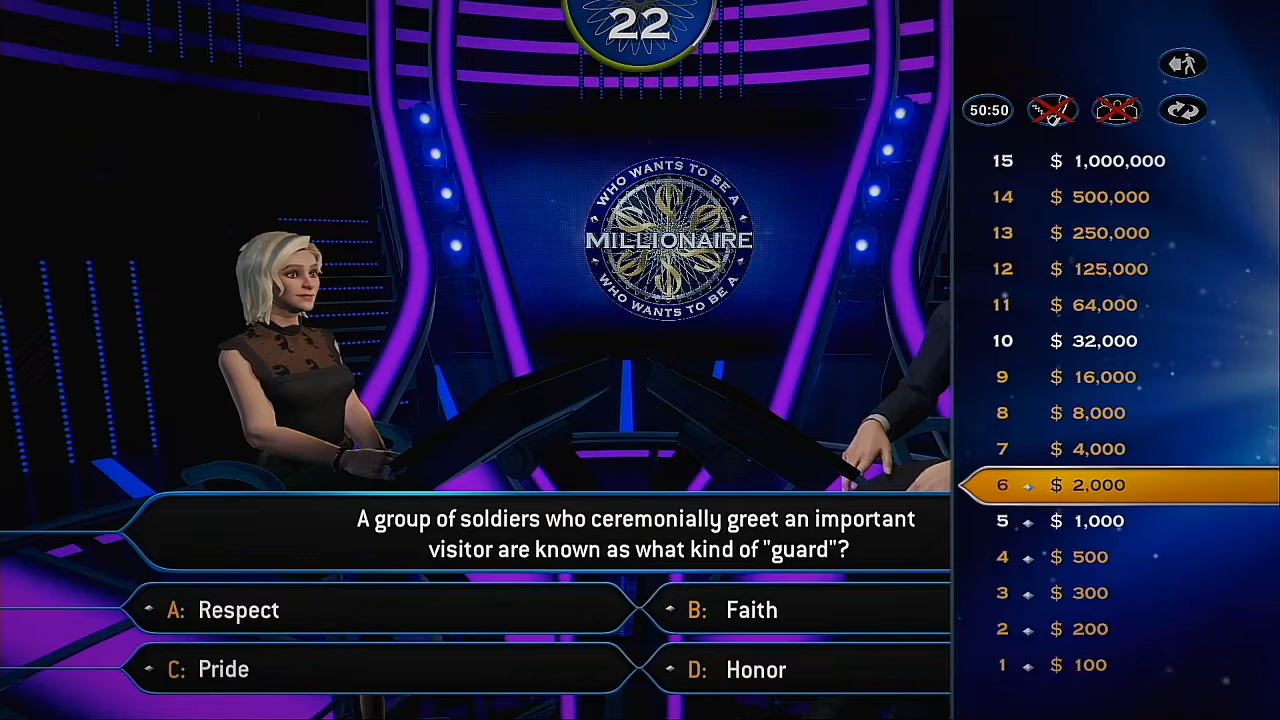 22
WHO WANTS TO BE A
MILLIONAIRE
WHO WANTS TO BE A
50:50
15 $ 1,000,000
14 $ 500,000
13 $ 250,000
12 $ 125,000
11 $ 64,000
10 $ 32,000
9 $ 16,000
8 $ 8,000
7 $ 4,000
6 $ 2,000
5 $ 1,000
4 $ 500
3 $ 300
2 $ 200
1 $ 100
A group of soldiers who ceremonially greet an important
visitor are known as what kind of "guard"?
A: Respect
B: Faith
C: Pride
D: Honor